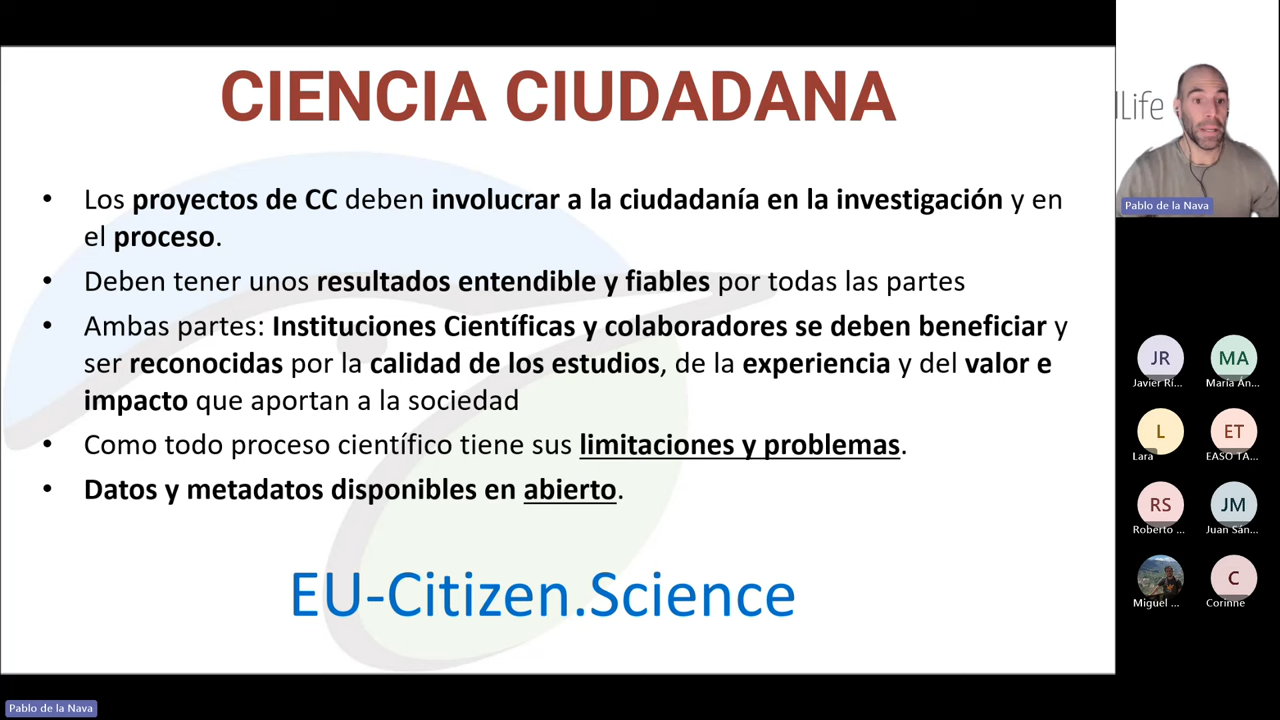 CIENCIA CIUDADANA
• Los proyectos de CC deben involucrar a la ciudadanía en la investigación y en
el proceso.
• Deben tener unos resultados entendible y fiables por todas las partes
• Ambas partes: Instituciones Científicas y colaboradores se deben beneficiar y
ser reconocidas por la calidad de los estudios, de la experiencia y del valor e
impacto que aportan a la sociedad
• Como todo proceso científico tiene sus limitaciones y problemas.
• Datos y metadatos disponibles en abierto.
EU-Citizen.Science
lLife
Pablo de la Nava
JR
MA
Javier Rí...
María Án...
L
ET
Lara
EASO TA...
RS
JM
Roberto ...
Juan Sán...
C
Miguel ...
Corinne
Pablo de la Nava